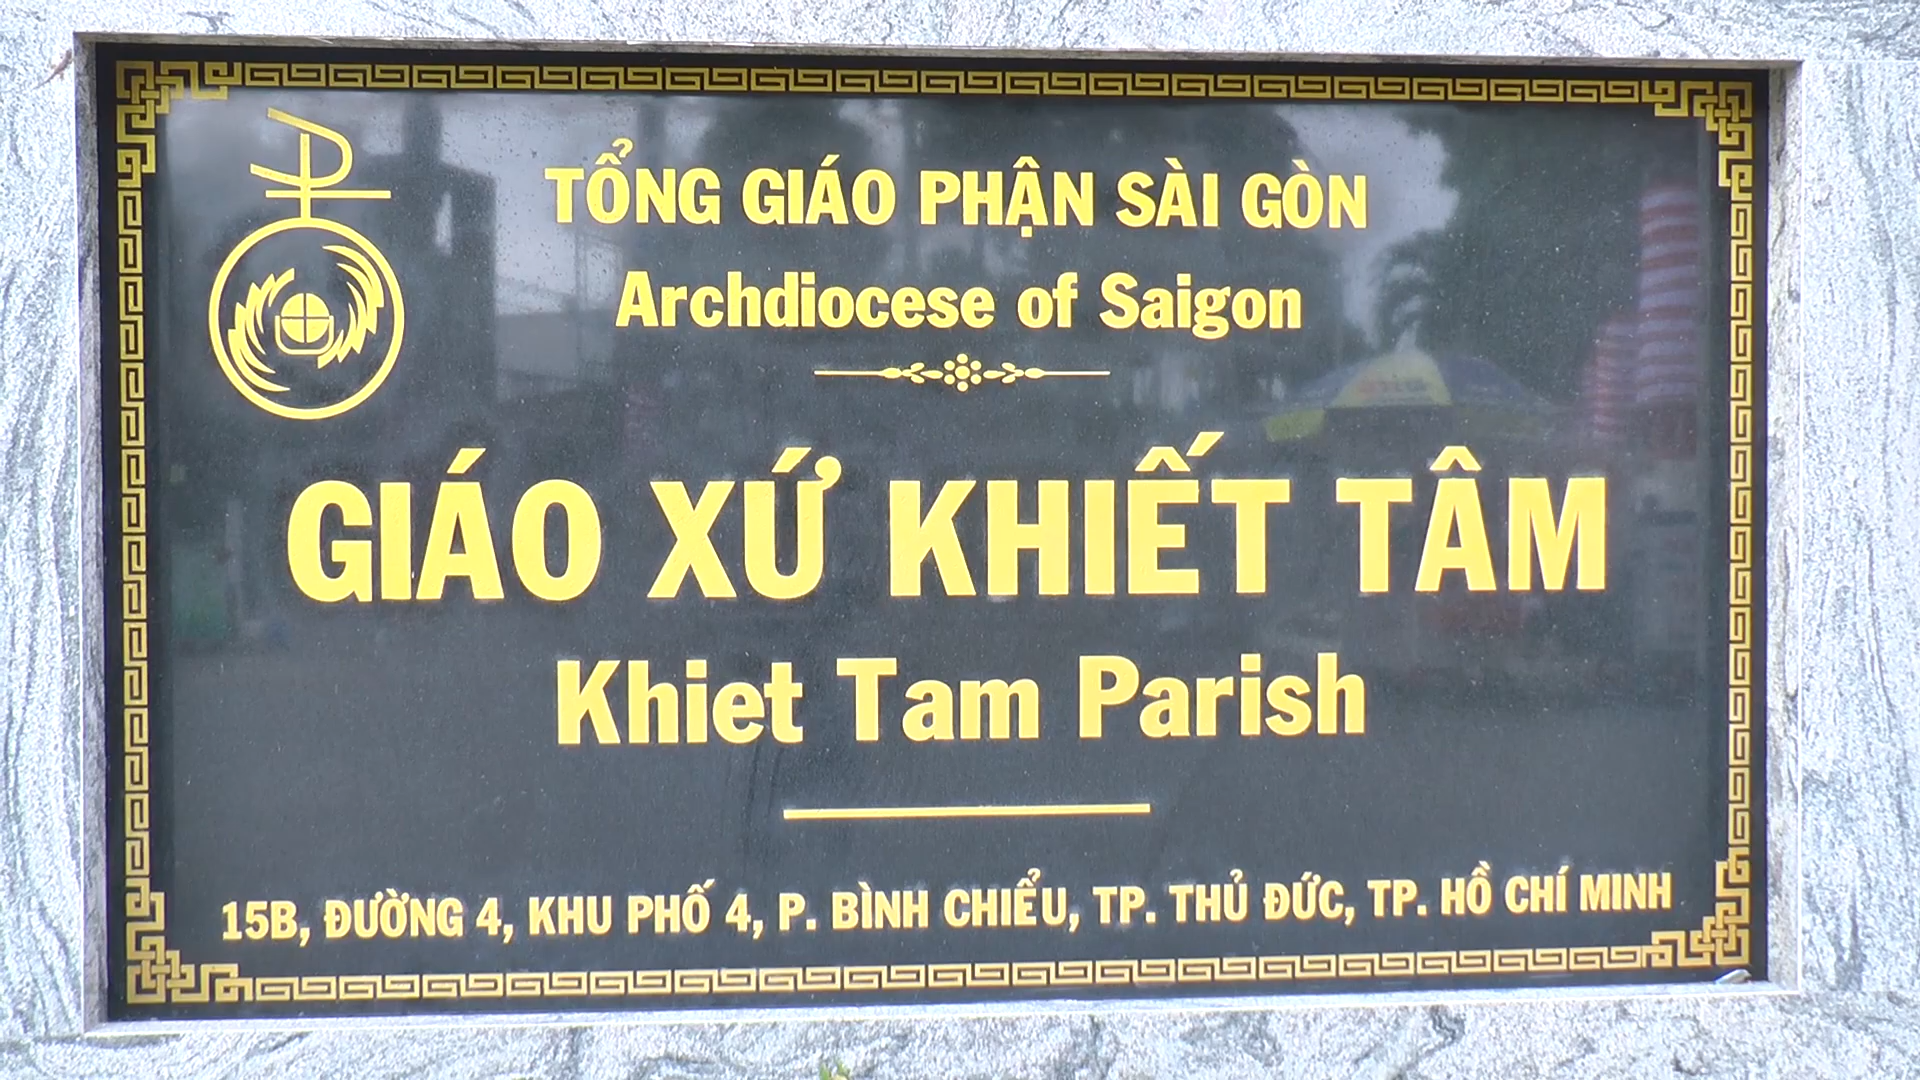 TỔNG GIÁO PHẬN SÀI GÒN
Archdiocese of Saigon
GIÁO XỨ KHIẾT TÂM
Khiet Tam Parish
15B, ĐƯỜNG 4, KHU PHỐ 4, P. BÌNH CHIỂU, TP. THỦ ĐỨC, TP. HỒ CHÍ MINH